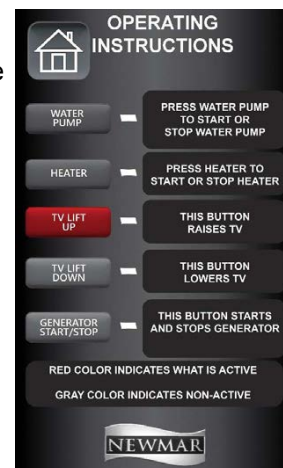 e
OPERATING
INSTRUCTIONS
WATER
PUMP
PRESS WATER PUMP
TO START OR
STOP WATER PUMP
HEATER
PRESS HEATER TO
START OR STOP HEATER
TV LIFT
UP
THIS BUTTON
RAISES TV
TV LIFT
DOWN
THIS BUTTON
LOWERS TV
GENERATOR
START/STOP
THIS BUTTON STARTS
AND STOPS GENERATOR
RED COLOR INDICATES WHAT IS ACTIVE
GRAY COLOR INDICATES NON-ACTIVE
NEWMAR